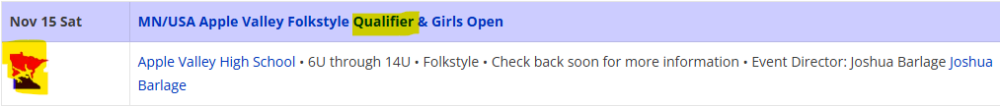 Nov 15 Sat
MN/USA Apple Valley Folkstyle Qualifier & Girls Open
Apple Valley High School • 6U through 14U • Folkstyle • Check back soon for more information • Event Director: Joshua Barlage Joshua
Barlage